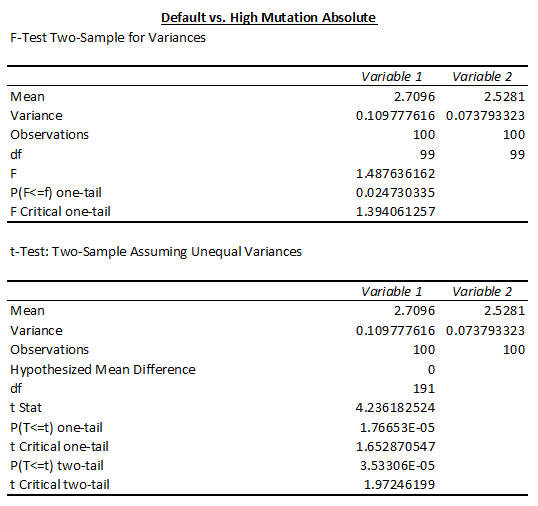 Default vs. High Mutation Absolute
F-Test Two-Sample for Variances
Variable 1 Variable 2
Mean 2.7096 2.5281
Variance 0.109777616 0.073793323
Observations 100 100
df 99 99
F 1.487636162
P(F<=f) one-tail 0.024730335
F Critical one-tail 1.394061257
t-Test: Two-Sample Assuming Unequal Variances
Variable 1 Variable 2
Mean 2.7096 2.5281
Variance 0.109777616 0.073793323
Observations 100 100
Hypothesized Mean Difference 0
df 191
t Stat 4.236182524
P(T<=t) one-tail 1.76653E-05
t Critical one-tail 1.652870547
P(T<=t) two-tail 3.53306E-05
t Critical two-tail 1.97246199